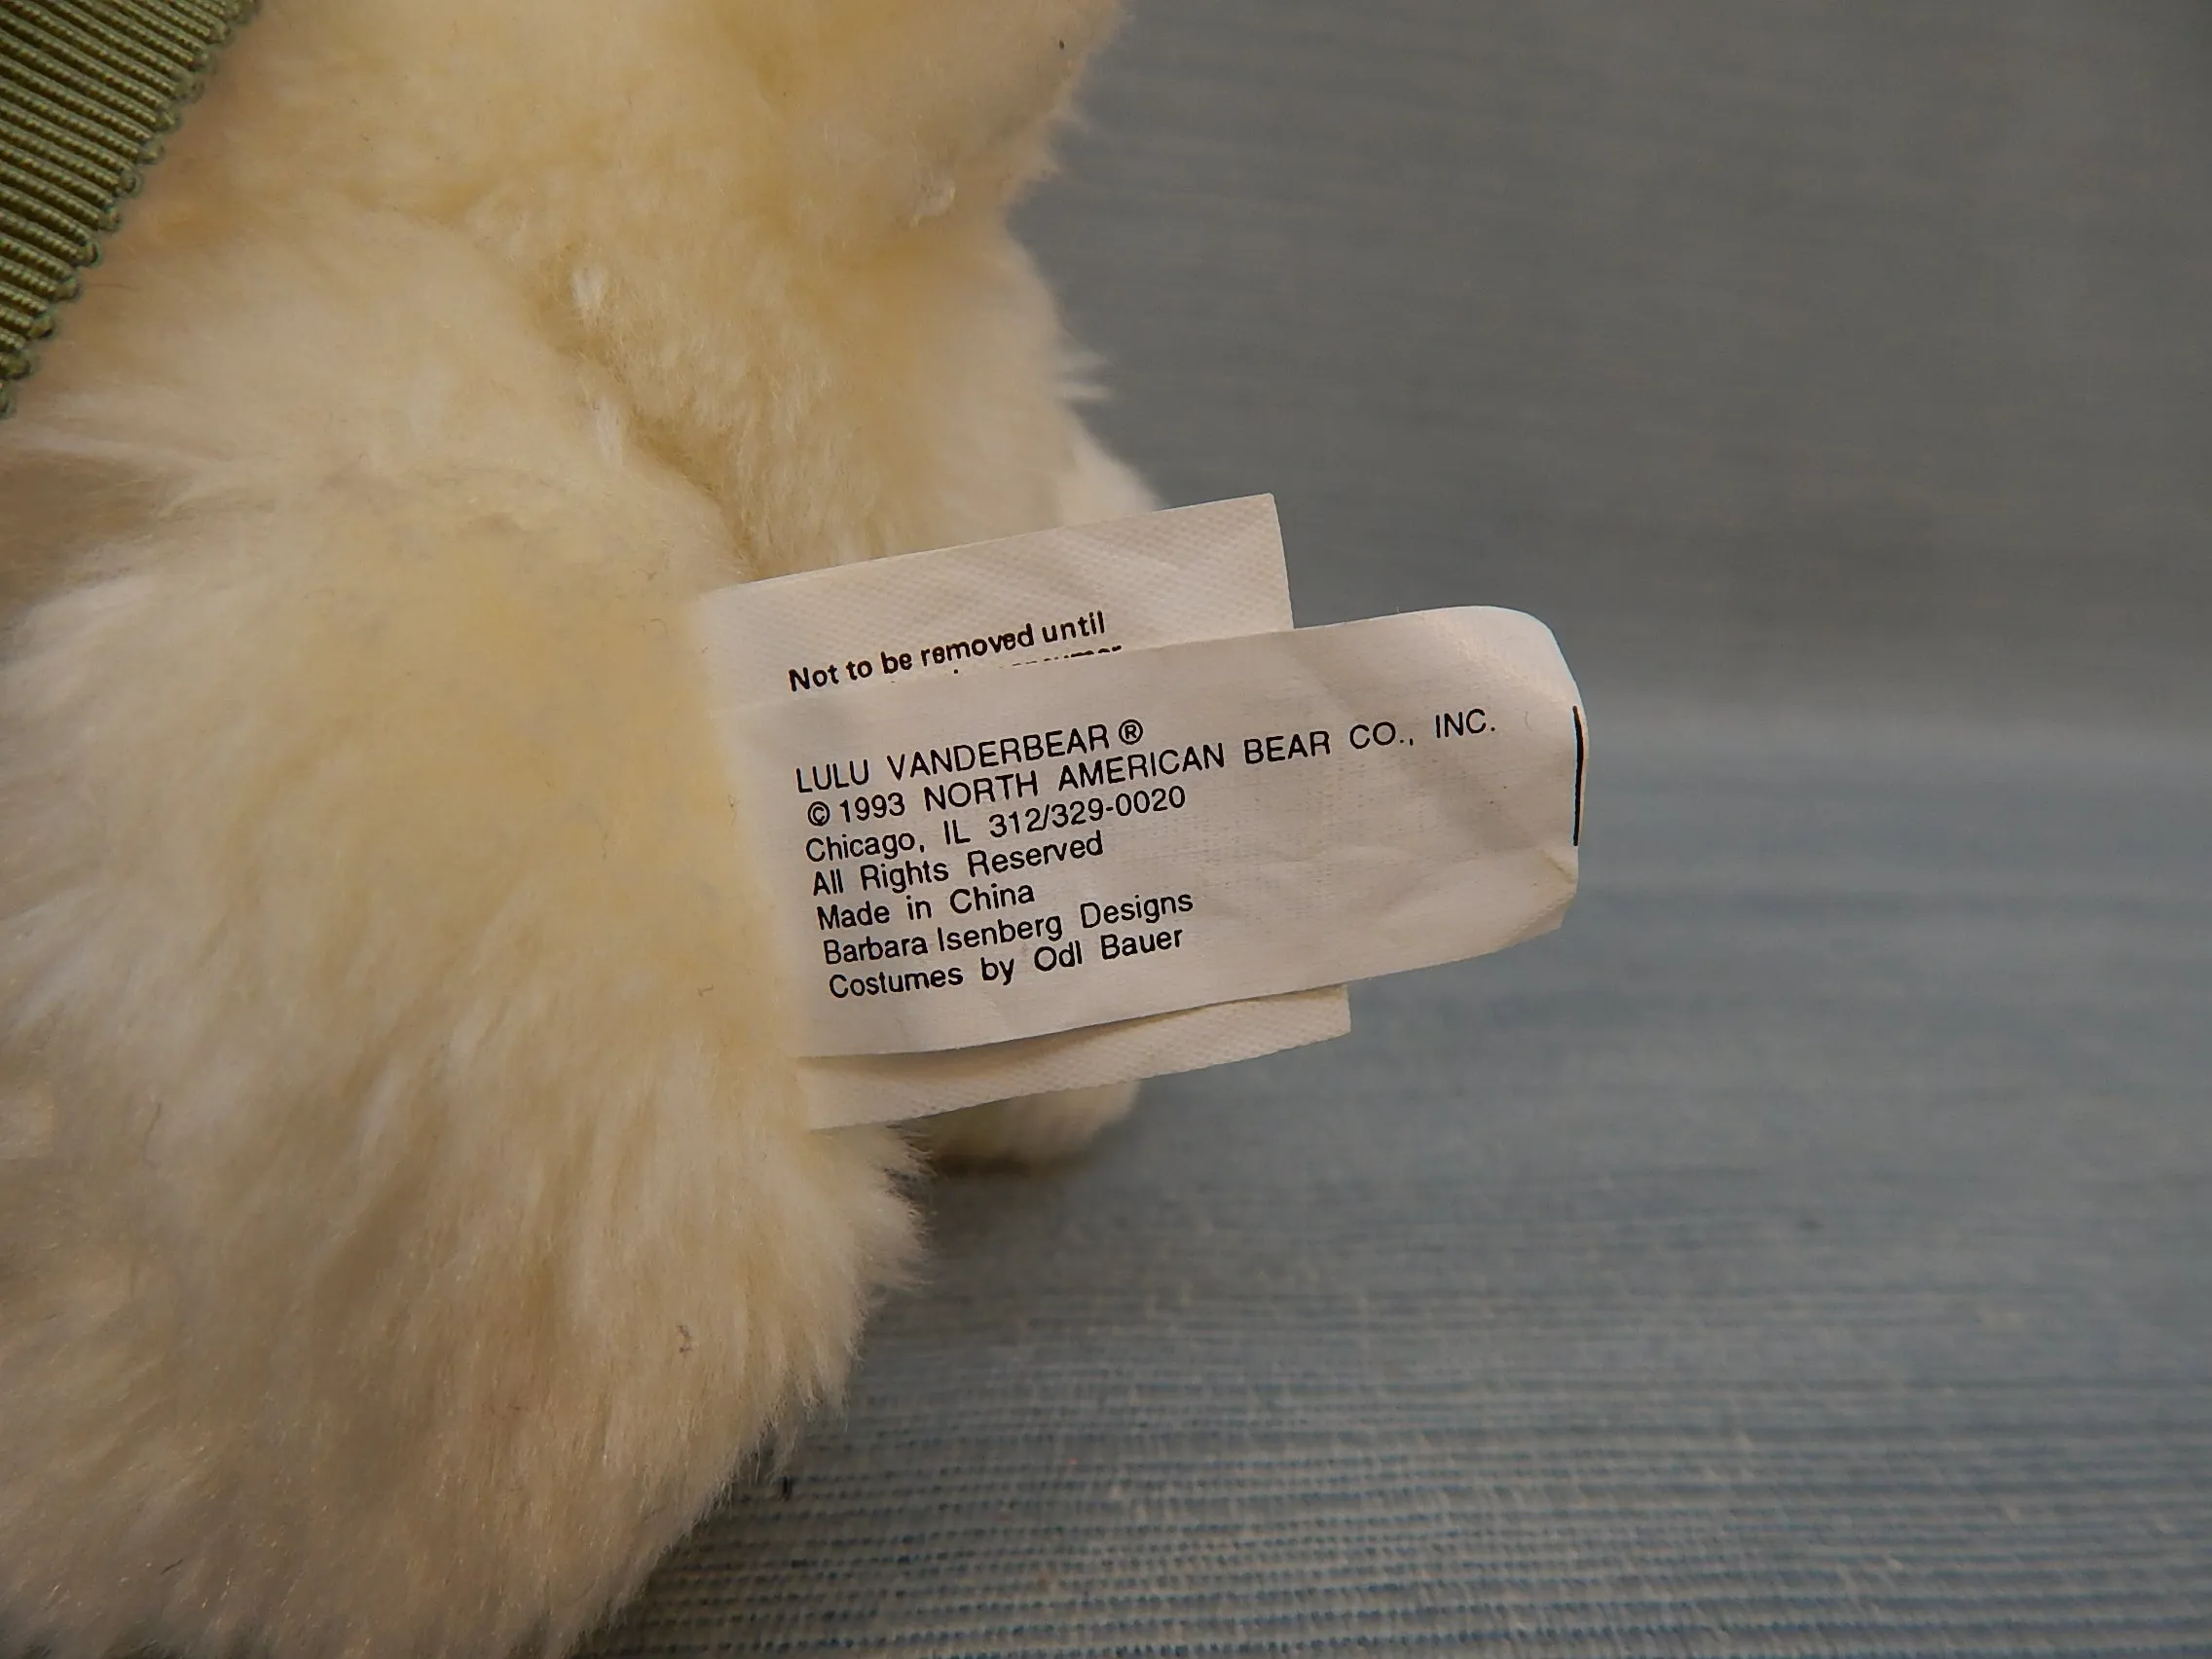 Not to be removed until
LULU VANDERBEAR ®
© 1993 NORTH AMERICAN BEAR CO., INC.
Chicago, IL 312/329-0020
All Rights Reserved
Made in China
Barbara Isenberg Designs
Costumes by Odl Bauer